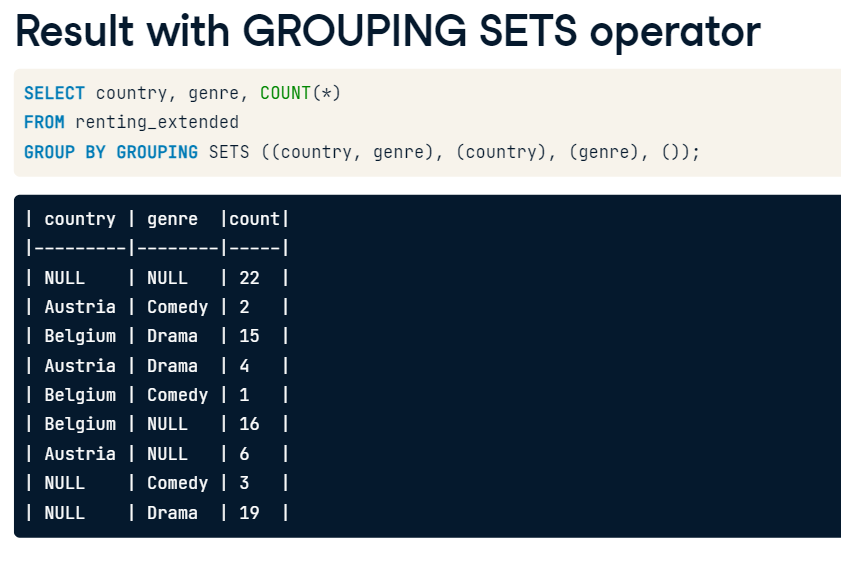 Result with GROUPING SETS operator
SELECT country, genre, COUNT(*)
FROM renting_extended
GROUP BY GROUPING SETS ((country, genre), (country), (genre), ());
| country | genre  |count|
|---------|--------|-----|
| NULL    | NULL   | 22  |
| Austria | Comedy | 2   |
| Belgium | Drama  | 15  |
| Austria | Drama  | 4   |
| Belgium | Comedy | 1   |
| Belgium | NULL   | 16  |
| Austria | NULL   | 6   |
| NULL    | Comedy | 3   |
| NULL    | Drama  | 19  |